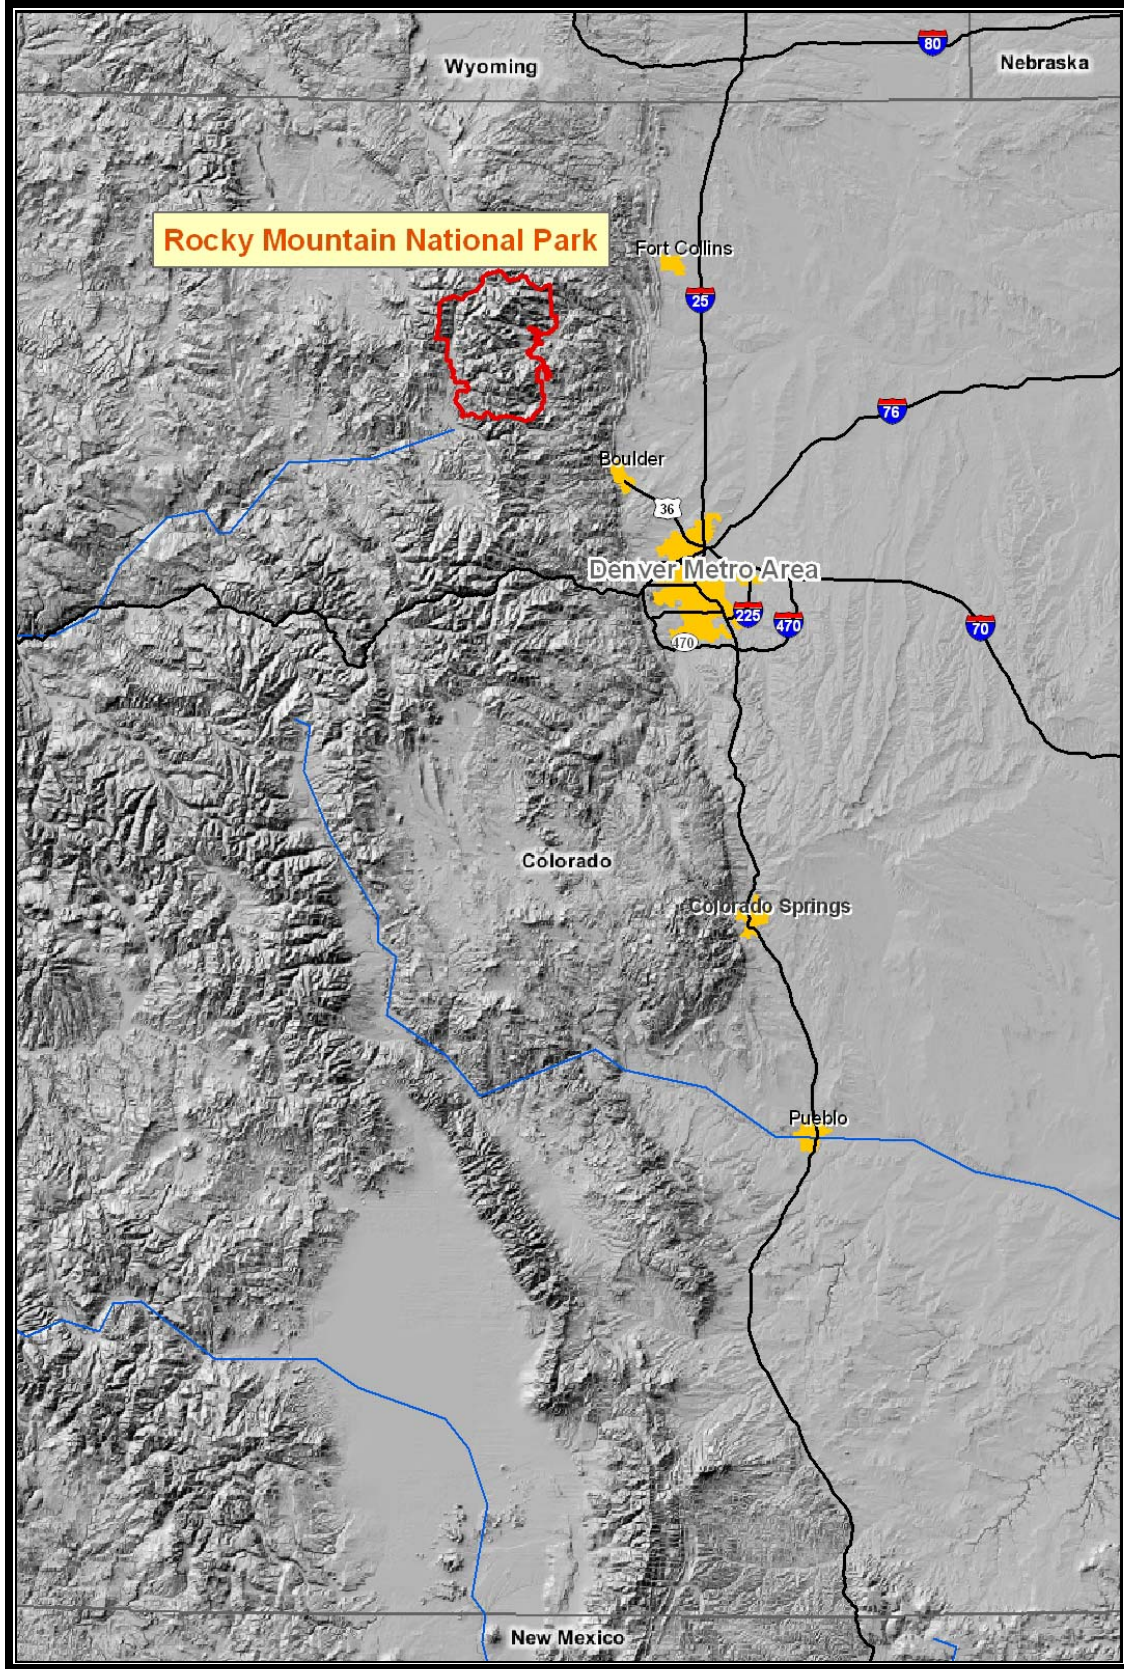 80
Wyoming
Nebraska
Rocky Mountain National Park
Fort Collins
25
76
Boulder
36
Denver Metro Area
225
470
70
470
Colorado
Colorado Springs
Pueblo
New Mexico